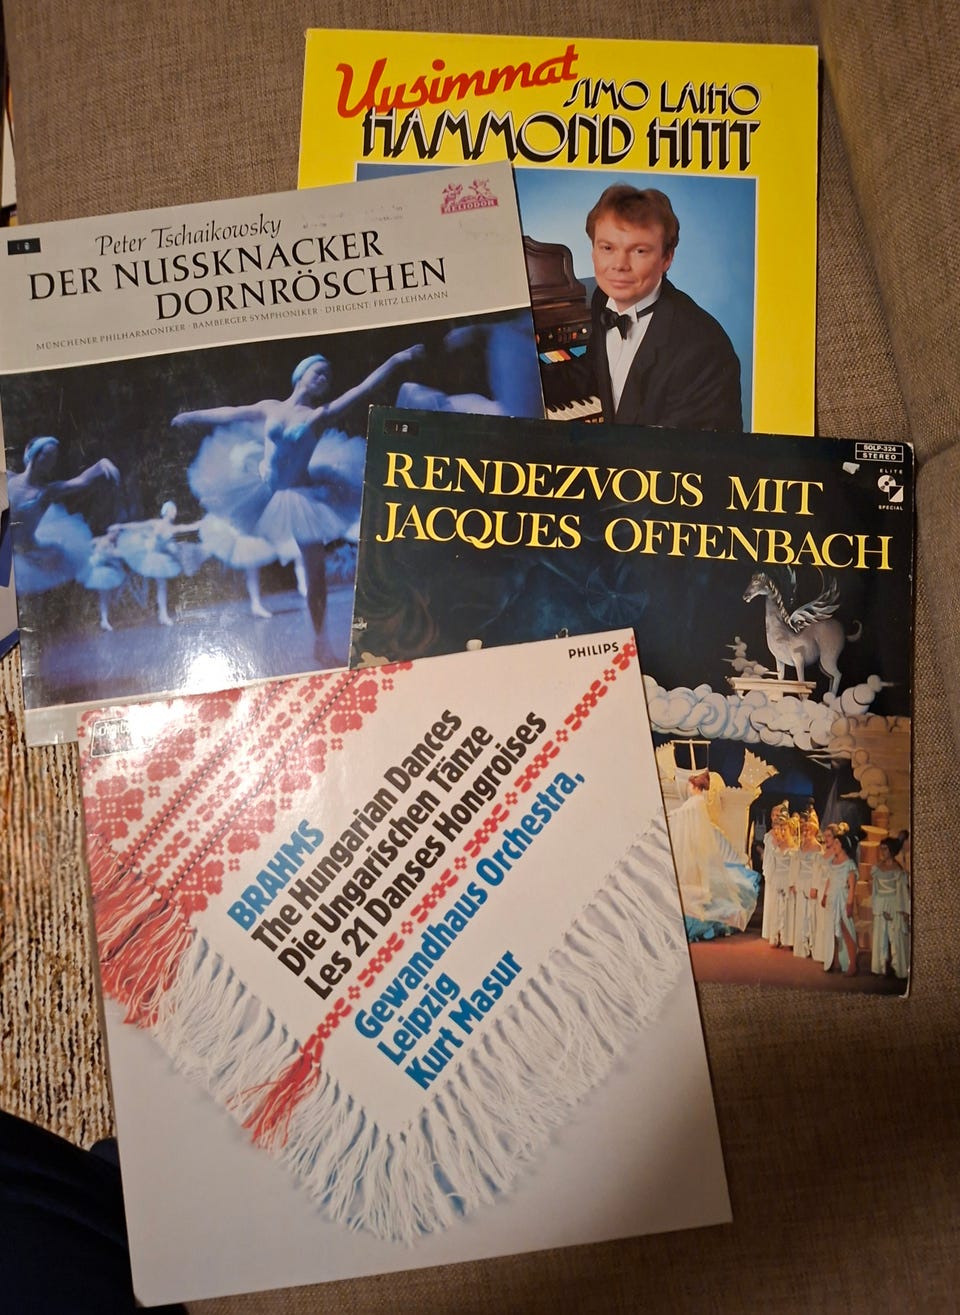 Uusimmat
SIMO LAIHO
HAMMOND HITIT
HELIODOR
Peter Tschaikowsky
DER NUSSKNACKER
DORNRÖSCHEN
MÜNCHENER PHILHARMONIKER · BAMBERGER SYMPHONIKER · DIRIGENT: FRITZ LEHMANN
SOLP-324
STEREO
ELITE
SPECIAL
RENDEZVOUS MIT
JACQUES OFFENBACH
PHILIPS
BRAHMS
The Hungarian Dances
Die Ungarischen Tänze
Les 21 Danses Hongroises
Gewandhaus Orchestra,
Leipzig
Kurt Masur